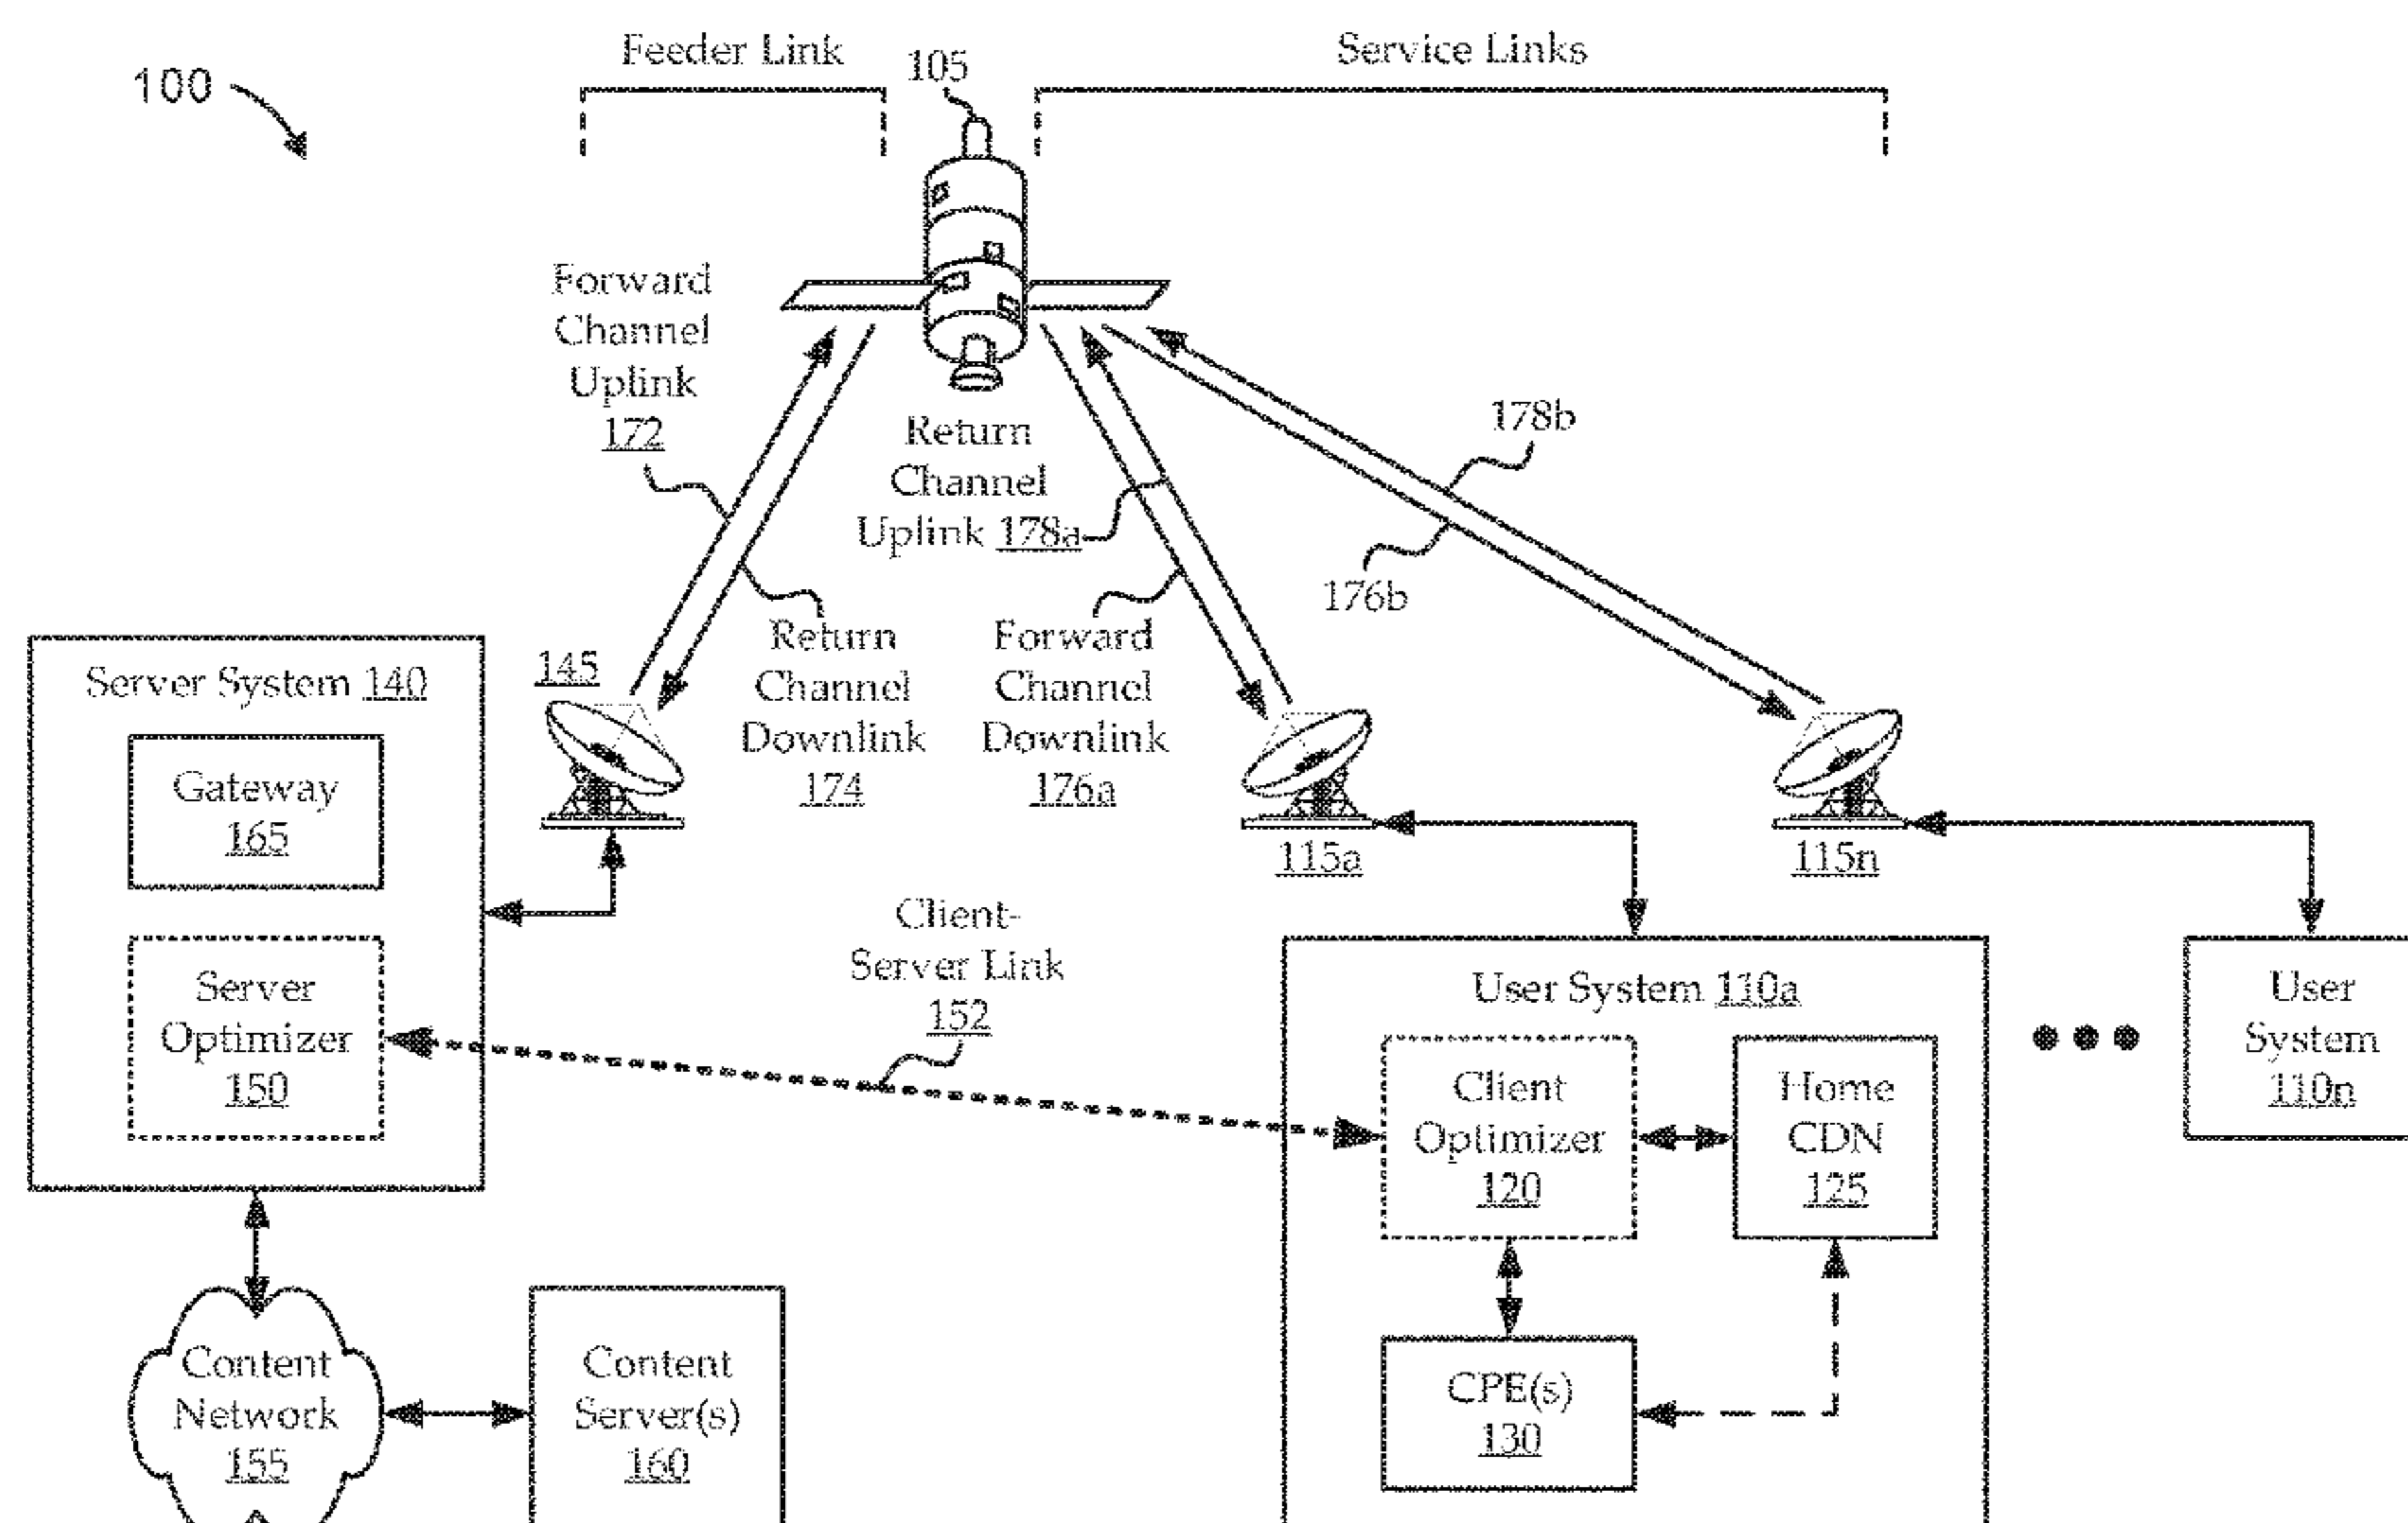 100
Feeder Link
105
Service Links
Forward
Channel
Uplink
172
Return
Channel
Uplink 178a
178b
176b
145
Return
Channel
Downlink
174
Forward
Channel
Downlink
176a
115a
115n
Server System 140
Gateway
165
Server
Optimizer
150
Client-
Server Link
152
User System 110a
Client
Optimizer
120
Home
CDN
125
CPE(s)
130
User
System
110n
Content
Network
155
Content
Server(s)
160